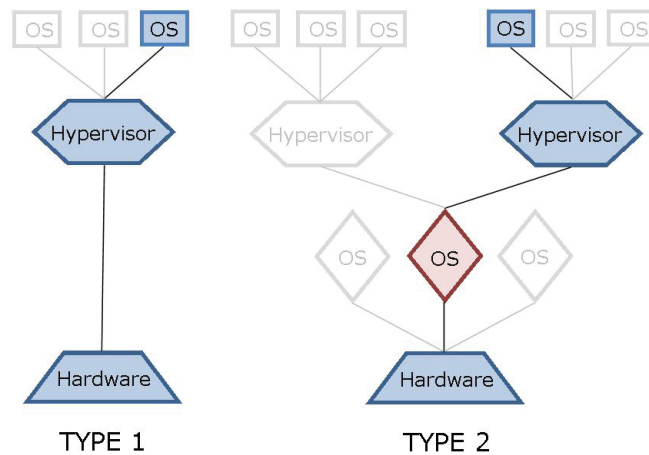 OS OS OS
Hypervisor
Hardware
TYPE 1
OS OS OS OS OS OS
Hypervisor Hypervisor
OS OS OS
Hardware
TYPE 2